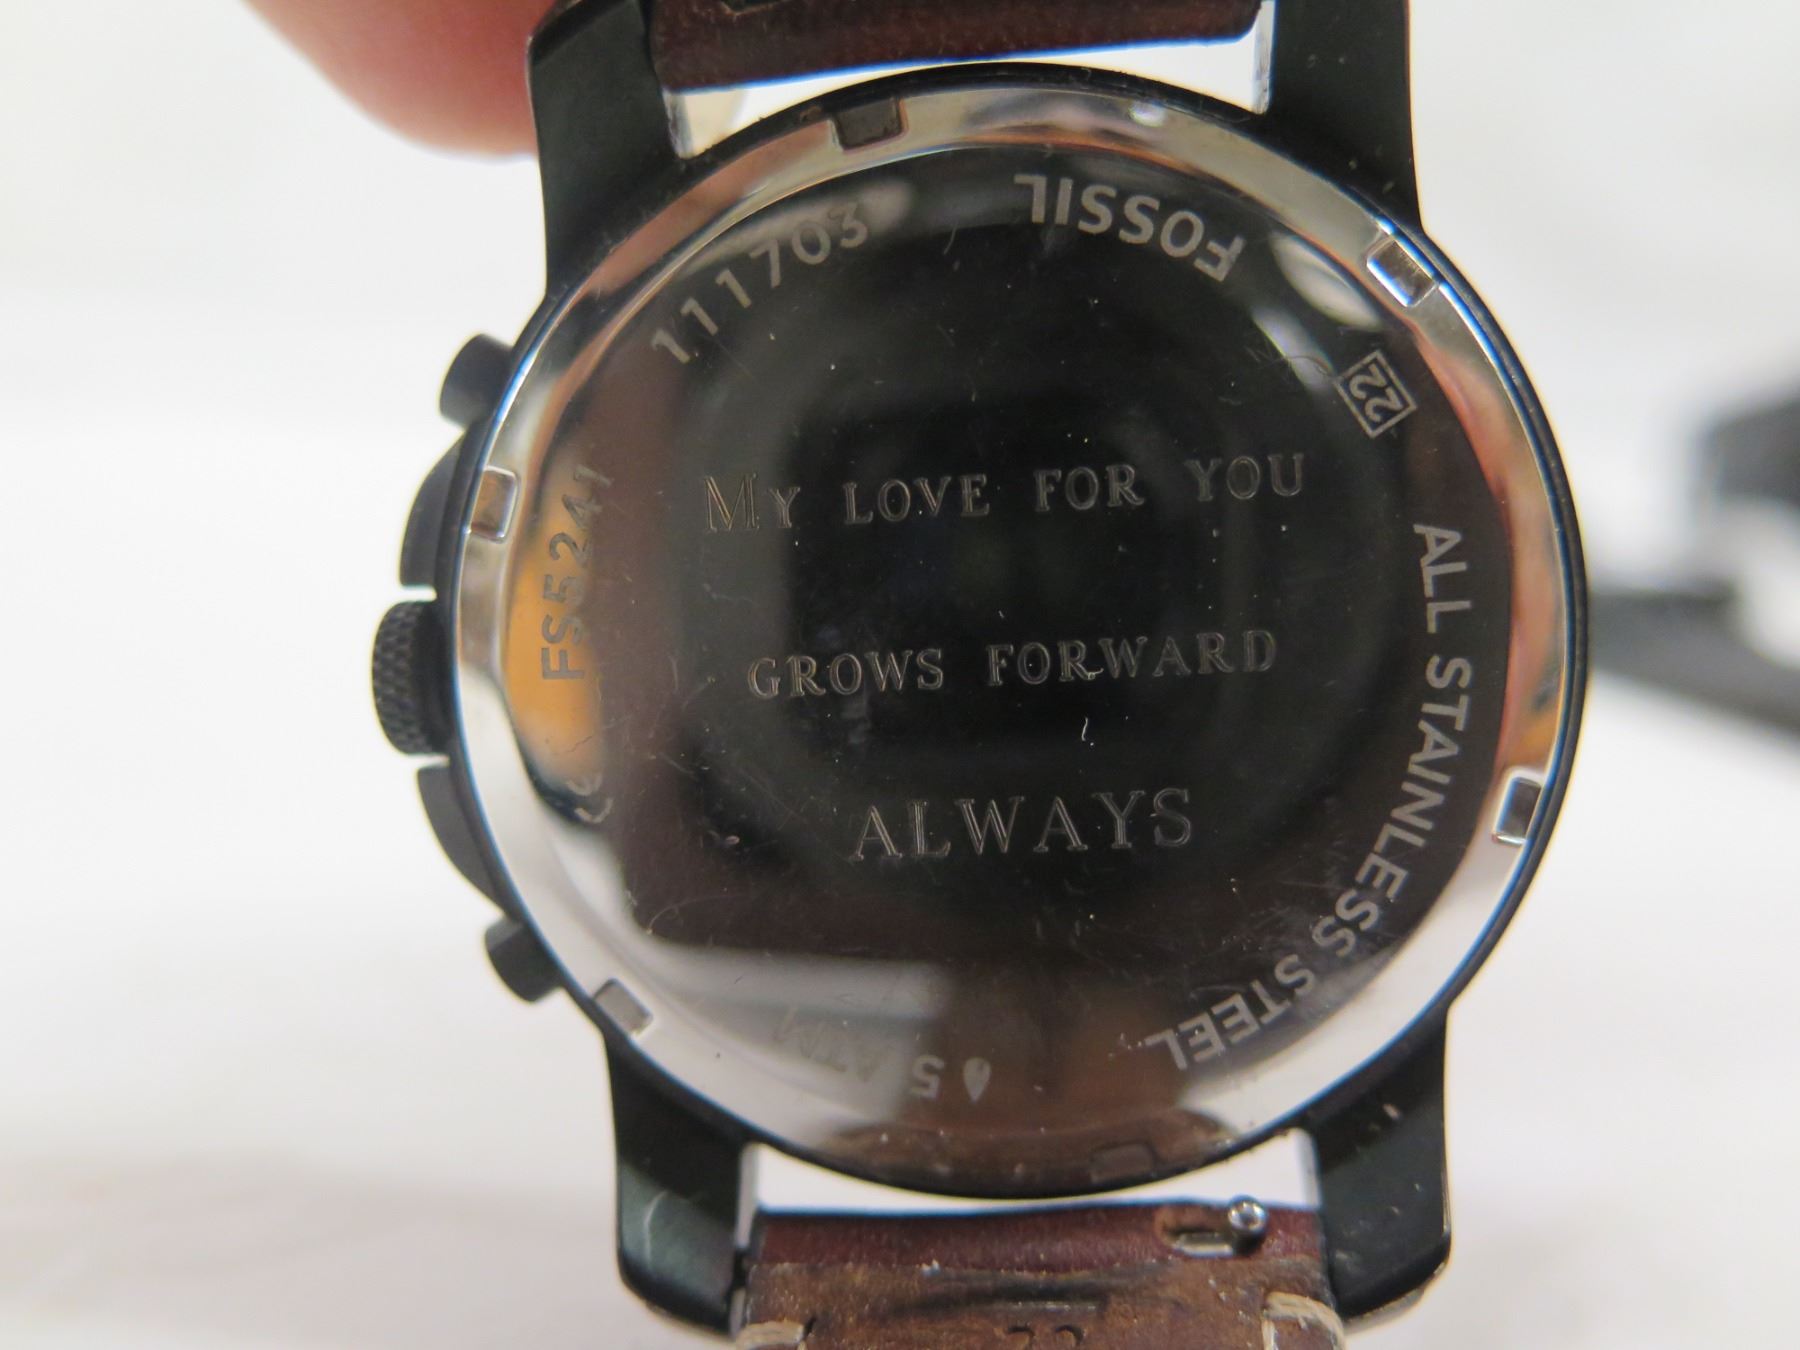 111703
FOSSIL
22
MY LOVE FOR YOU
GROWS FORWARD
ALWAYS
FS5241
ALL STAINLESS STEEL
5 ATM